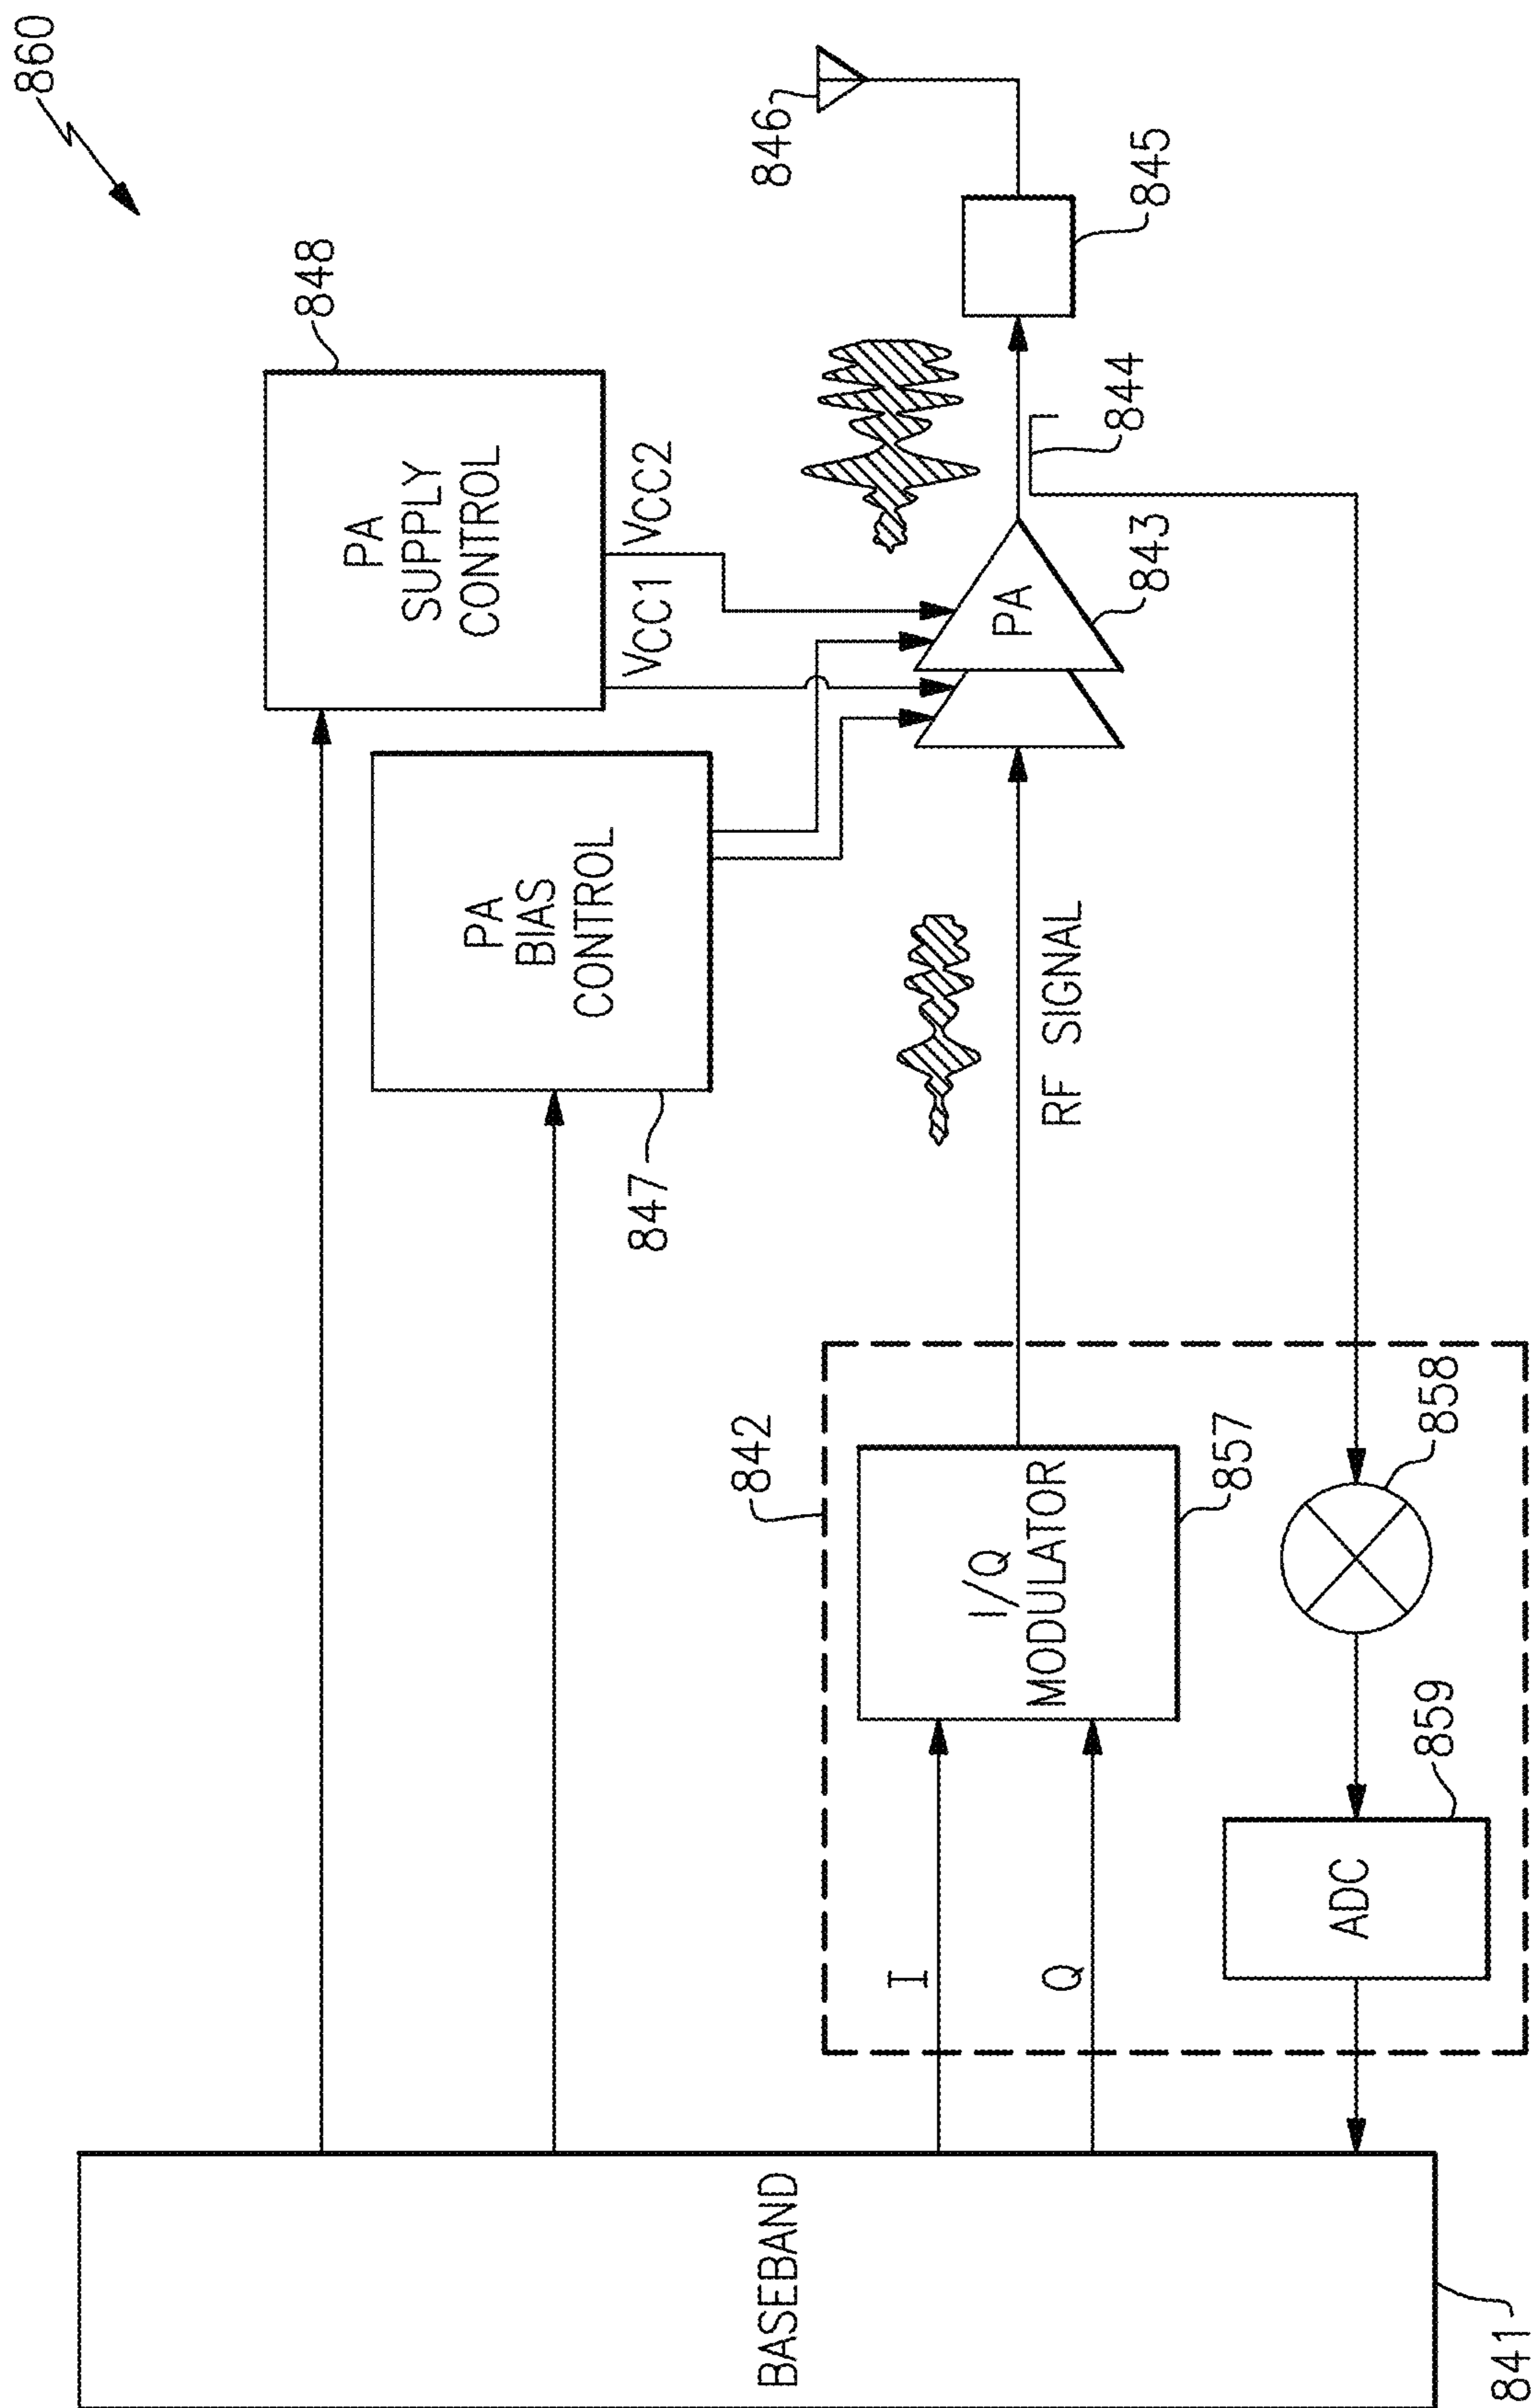 860
848
PA
SUPPLY
CONTROL
VCC1
VCC2
PA
BIAS
CONTROL
847
846
845
844
PA
843
RF SIGNAL
842
I/Q
MODULATOR
857
858
I
Q
ADC
859
BASEBAND
841